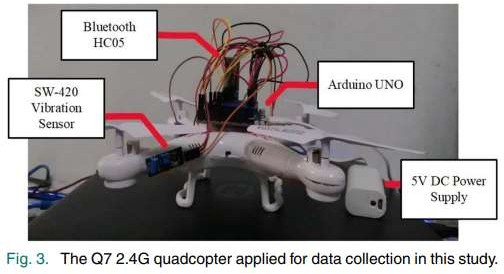 Bluetooth
HC05
SW-420
Vibration
Sensor
Arduino UNO
5V DC Power
Supply
Fig. 3. The Q7 2.4G quadcopter applied for data collection in this study.